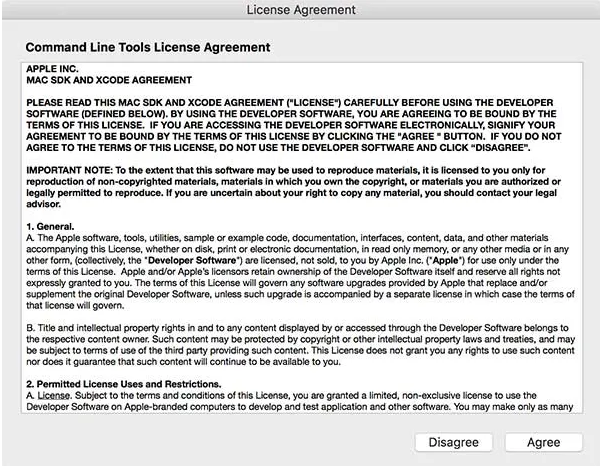 License Agreement
Command Line Tools License Agreement
APPLE INC.
MAC SDK AND XCODE AGREEMENT
PLEASE READ THIS MAC SDK AND XCODE AGREEMENT ("LICENSE") CAREFULLY BEFORE USING THE DEVELOPER
SOFTWARE (DEFINED BELOW). BY USING THE DEVELOPER SOFTWARE, YOU ARE AGREEING TO BE BOUND BY THE
TERMS OF THIS LICENSE. IF YOU ARE ACCESSING THE DEVELOPER SOFTWARE ELECTRONICALLY, SIGNIFY YOUR
AGREEMENT TO BE BOUND BY THE TERMS OF THIS LICENSE BY CLICKING THE "AGREE " BUTTON. IF YOU DO NOT
AGREE TO THE TERMS OF THIS LICENSE, DO NOT USE THE DEVELOPER SOFTWARE AND CLICK “DISAGREE”.
IMPORTANT NOTE: To the extent that this software may be used to reproduce materials, it is licensed to you only for
reproduction of non-copyrighted materials, materials in which you own the copyright, or materials you are authorized or
legally permitted to reproduce. If you are uncertain about your right to copy any material, you should contact your legal
advisor.
1. General.
A. The Apple software, tools, utilities, sample or example code, documentation, interfaces, content, data, and other materials
accompanying this License, whether on disk, print or electronic documentation, in read only memory, or any other media or in any
other form, (collectively, the "Developer Software") are licensed, not sold, to you by Apple Inc. ("Apple") for use only under the
terms of this License. Apple and/or Apple's licensors retain ownership of the Developer Software itself and reserve all rights not
expressly granted to you. The terms of this License will govern any software upgrades provided by Apple that replace and/or
supplement the original Developer Software, unless such upgrade is accompanied by a separate license in which case the terms of
that license will govern.
B. Title and intellectual property rights in and to any content displayed by or accessed through the Developer Software belongs to
the respective content owner. Such content may be protected by copyright or other intellectual property laws and treaties, and may
be subject to terms of use of the third party providing such content. This License does not grant you any rights to use such content
nor does it guarantee that such content will continue to be available to you.
2. Permitted License Uses and Restrictions.
A. License. Subject to the terms and conditions of this License, you are granted a limited, non-exclusive license to use the
Developer Software on Apple-branded computers to develop and test application and other software. You may make only as many
Disagree
Agree